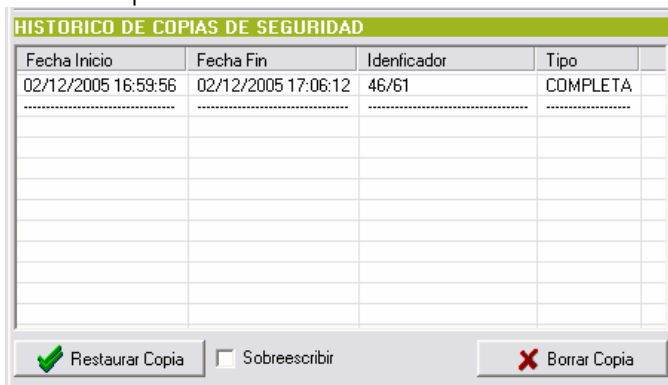 HISTORICO DE COPIAS DE SEGURIDAD
Fecha Inicio Fecha Fin Idenficador Tipo
02/12/2005 16:59:56 02/12/2005 17:06:12 46/61 COMPLETA
Restaurar Copia Sobreescribir Borrar Copia